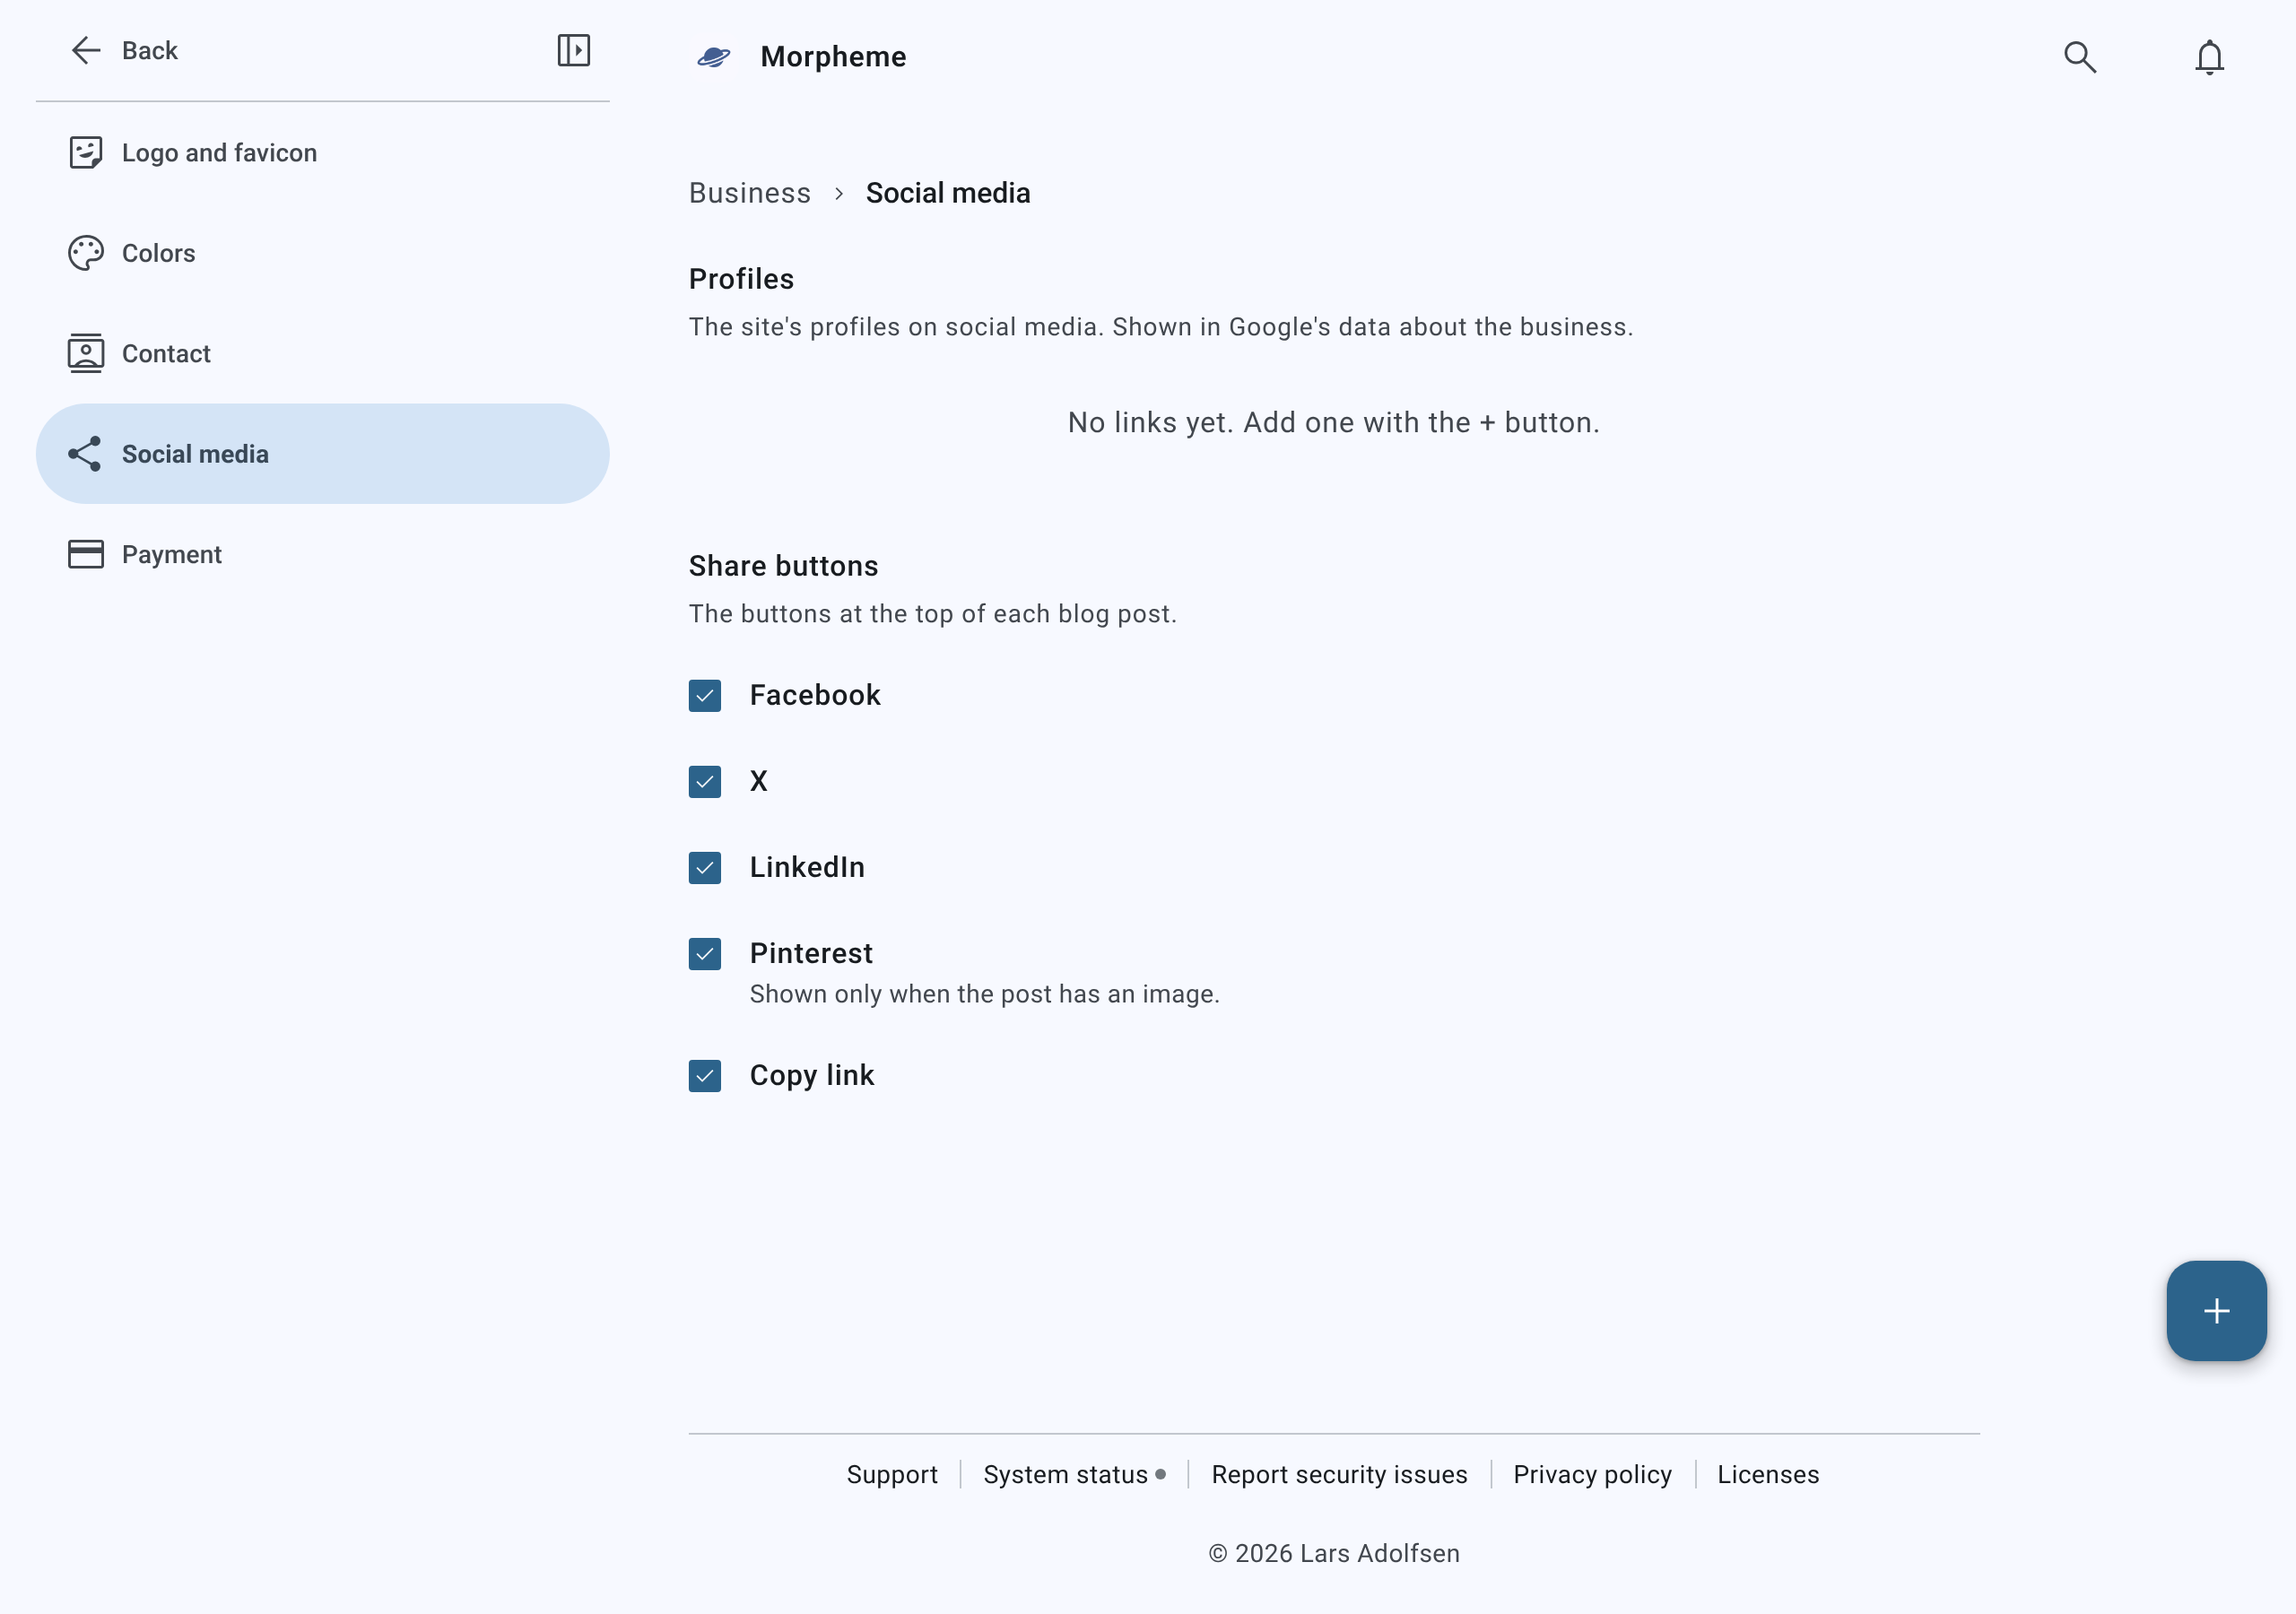 Back
Logo and favicon
Colors
Contact
Social media
Payment
Morpheme
Business › Social media
Profiles
The site's profiles on social media. Shown in Google's data about the business.
No links yet. Add one with the + button.
Share buttons
The buttons at the top of each blog post.
Facebook
X
LinkedIn
Pinterest
Shown only when the post has an image.
Copy link
+
Support
System status
Report security issues
Privacy policy
Licenses
© 2026 Lars Adolfsen